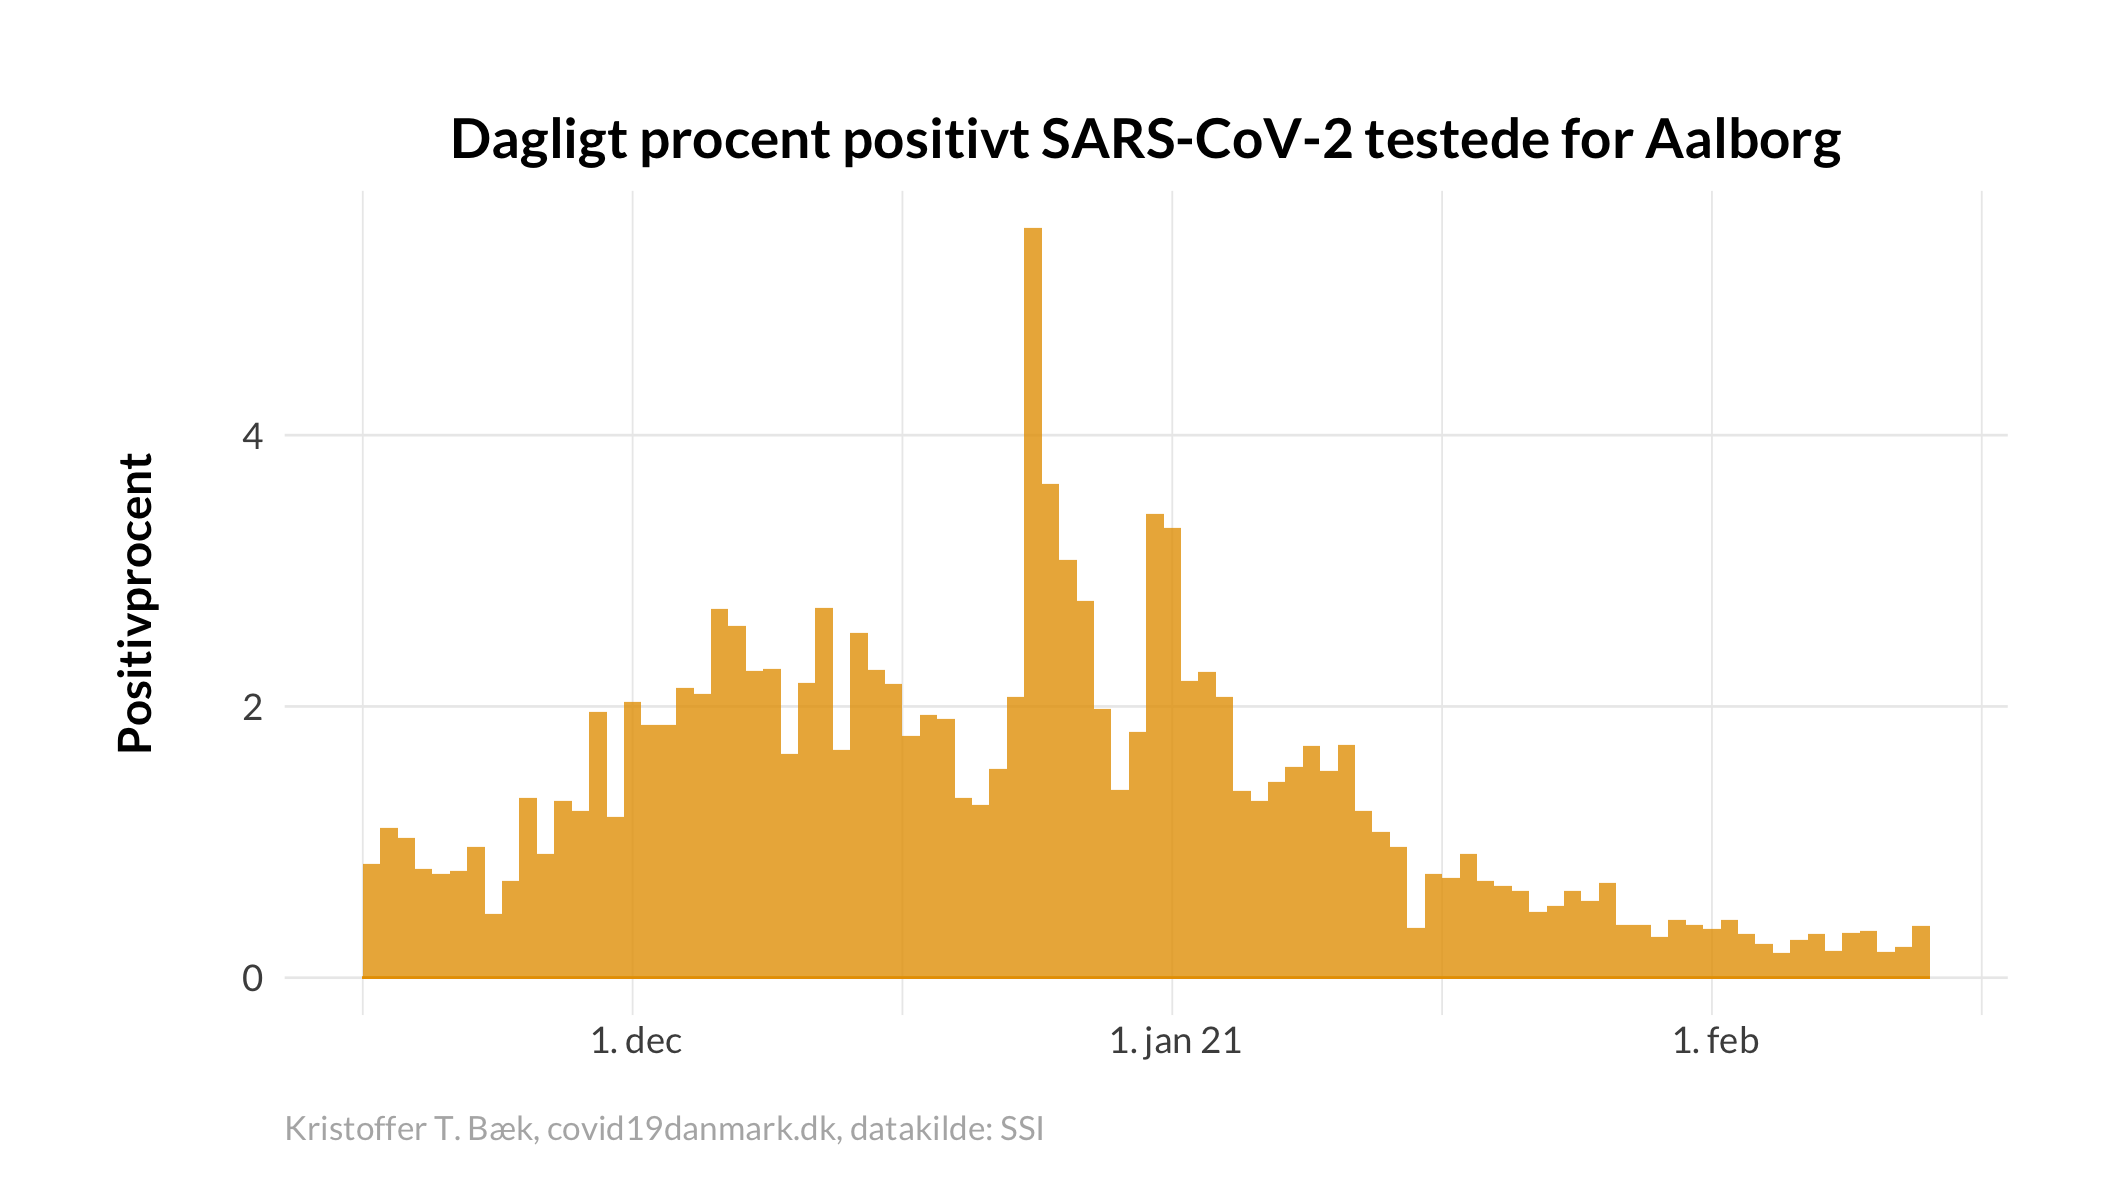 Dagligt procent positivt SARS-CoV-2 testede for Aalborg
Positivprocent
4
2
0
1. dec
1. jan 21
1. feb
Kristoffer T. Bæk, covid19danmark.dk, datakilde: SSI